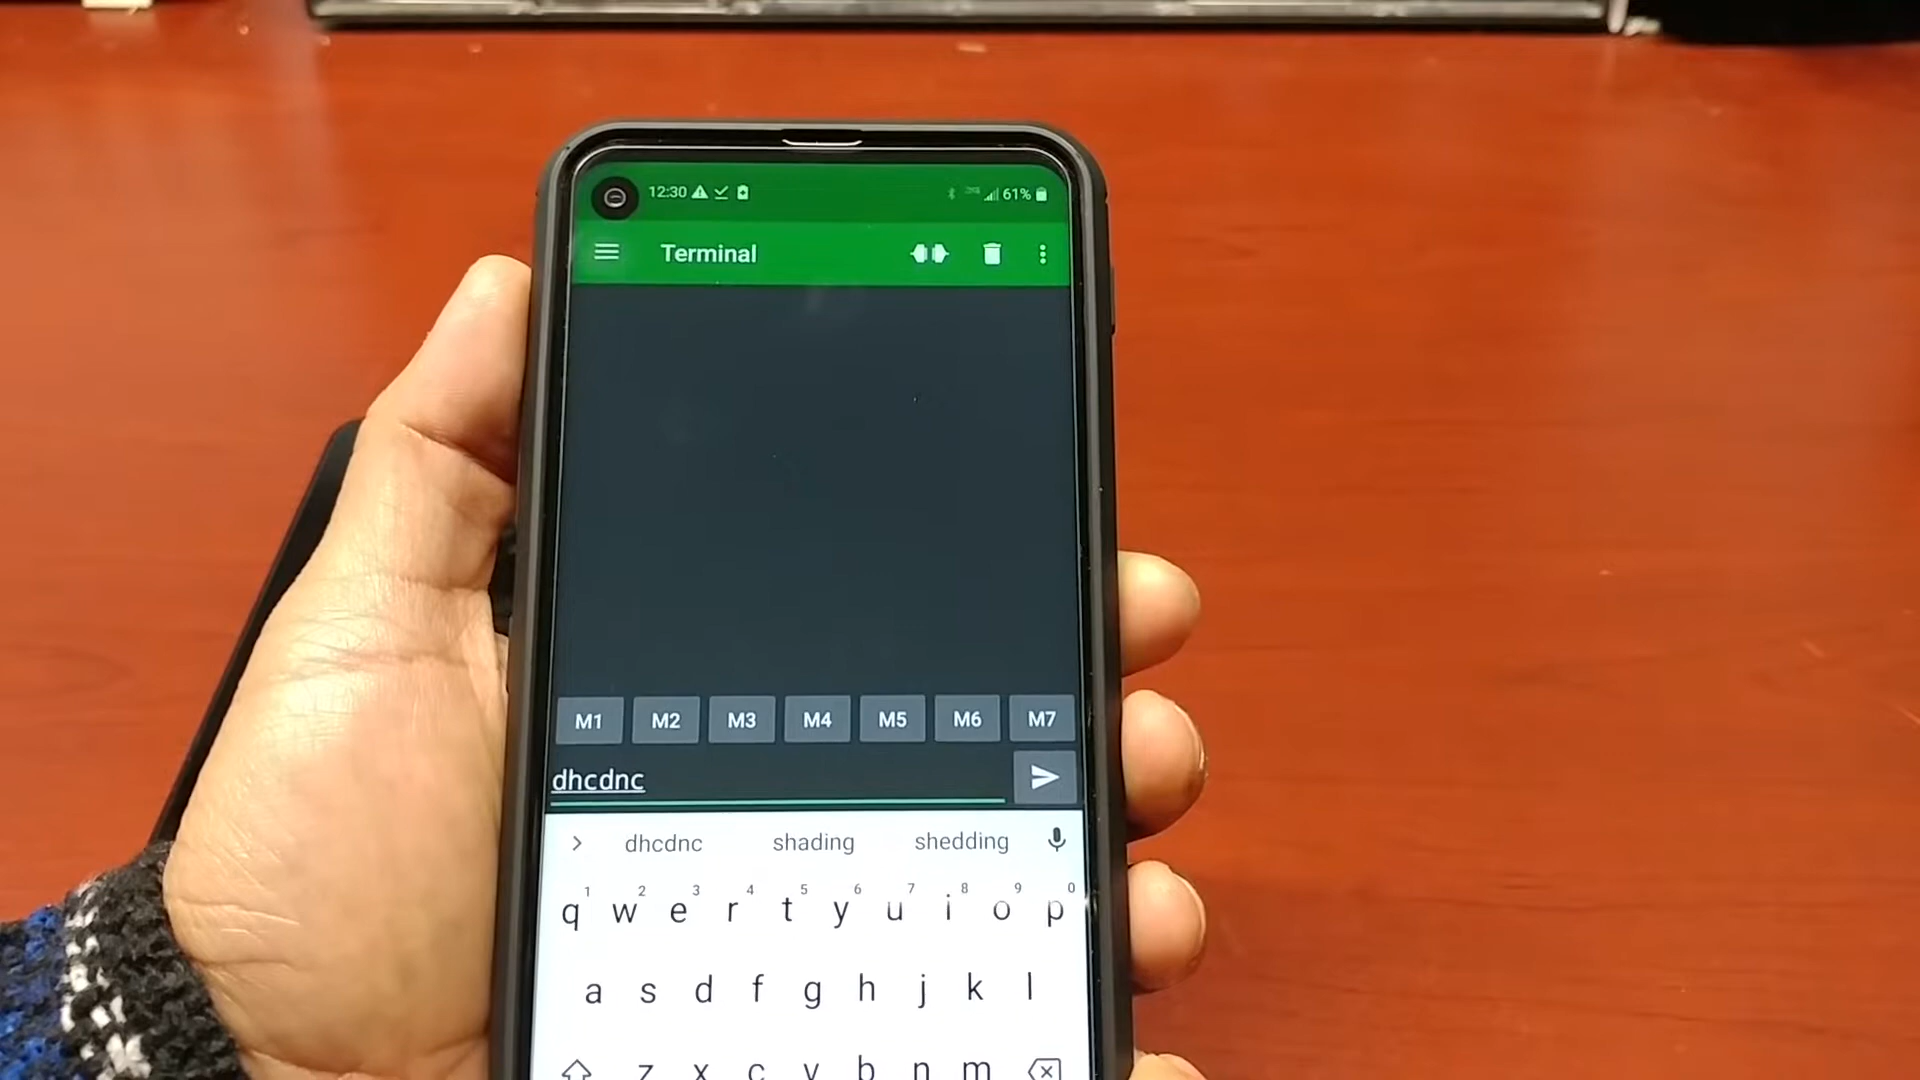 12:30 61%
Terminal
M1 M2 M3 M4 M5 M6 M7
dhcdnc
dhcdnc shading shedding
1 2 3 4 5 6 7 8 9 0
q w e r t y u i o p
a s d f g h j k l
z x c v b n m